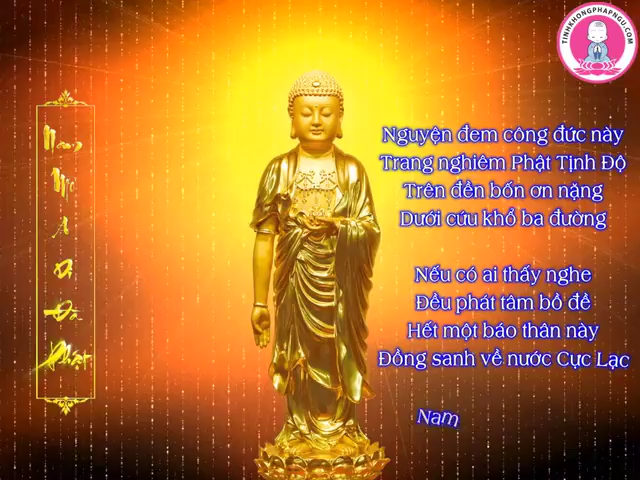 TINHKHONGPHAPNGU.COM
Nam
Mô
A
Di
Đà
Phật
Nguyện đem công đức này
Trang nghiêm Phật Tịnh Độ
Trên đền bốn ơn nặng
Dưới cứu khổ ba đường
Nếu có ai thấy nghe
Đều phát tâm bồ đề
Hết một báo thân này
Đồng sanh về nước Cực Lạc
Nam